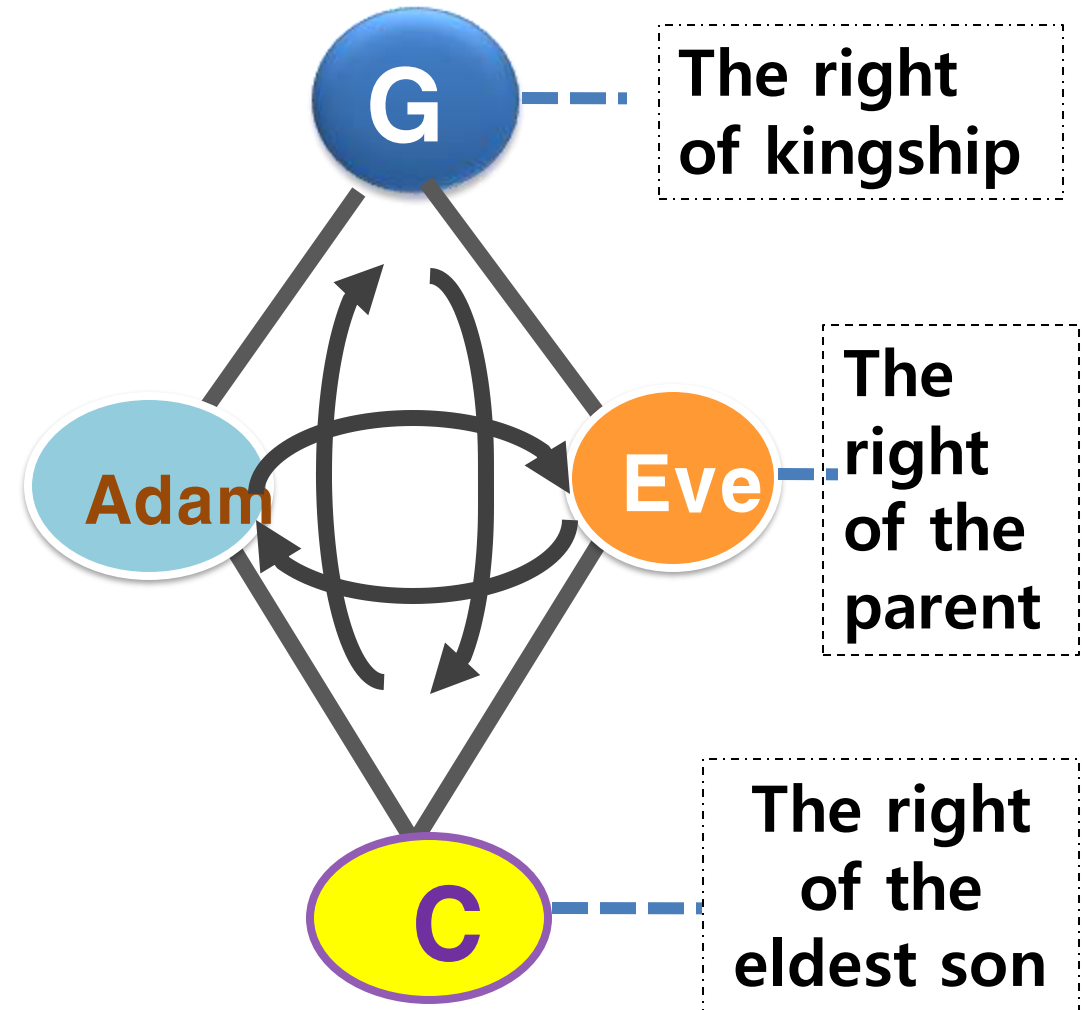 G
The right
of kingship
Adam
Eve
The
right
of the
parent
C
The right
of the
eldest son